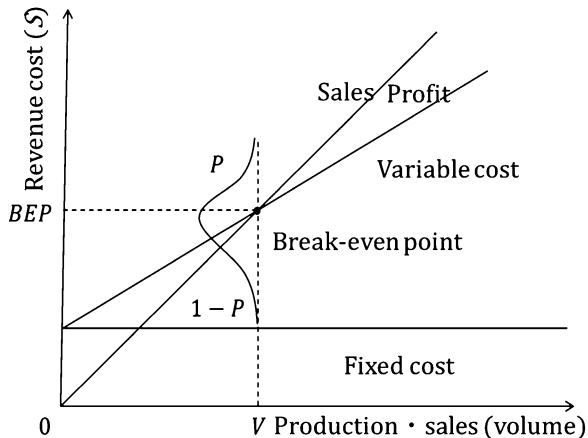 Revenue cost (S)
Sales Profit
P
Variable cost
BEP
Break-even point
1 − P
Fixed cost
0
V Production・sales (volume)